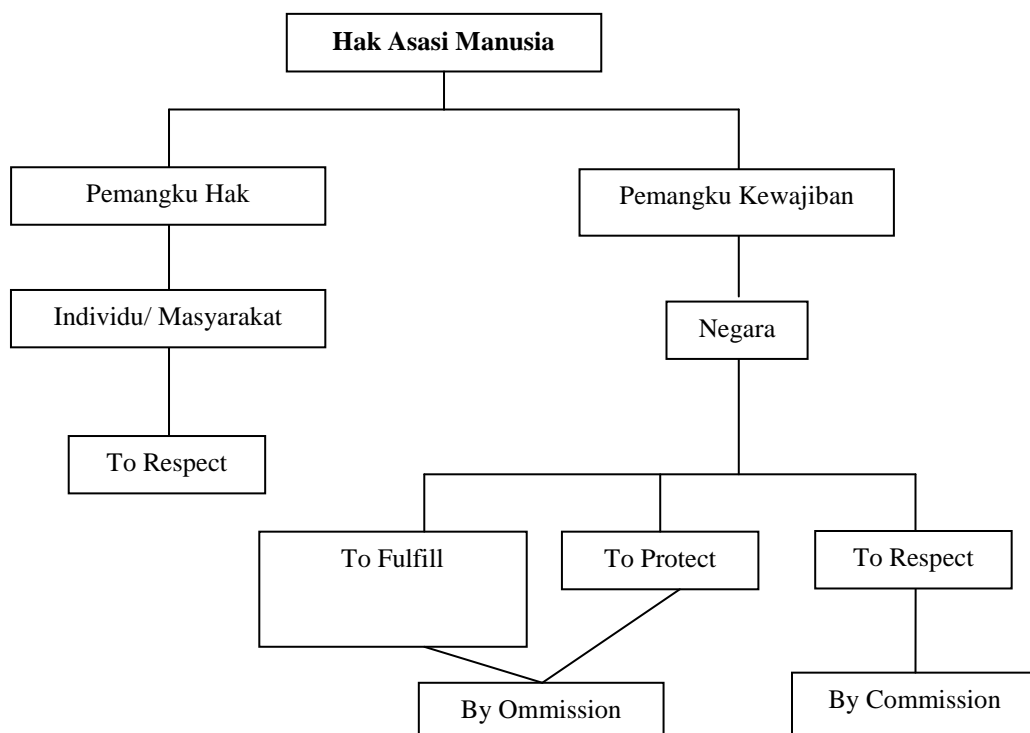 Hak Asasi Manusia
Pemangku Hak
Pemangku Kewajiban
Individu/ Masyarakat
Negara
To Respect
To Fulfill
To Protect
To Respect
By Ommission
By Commission